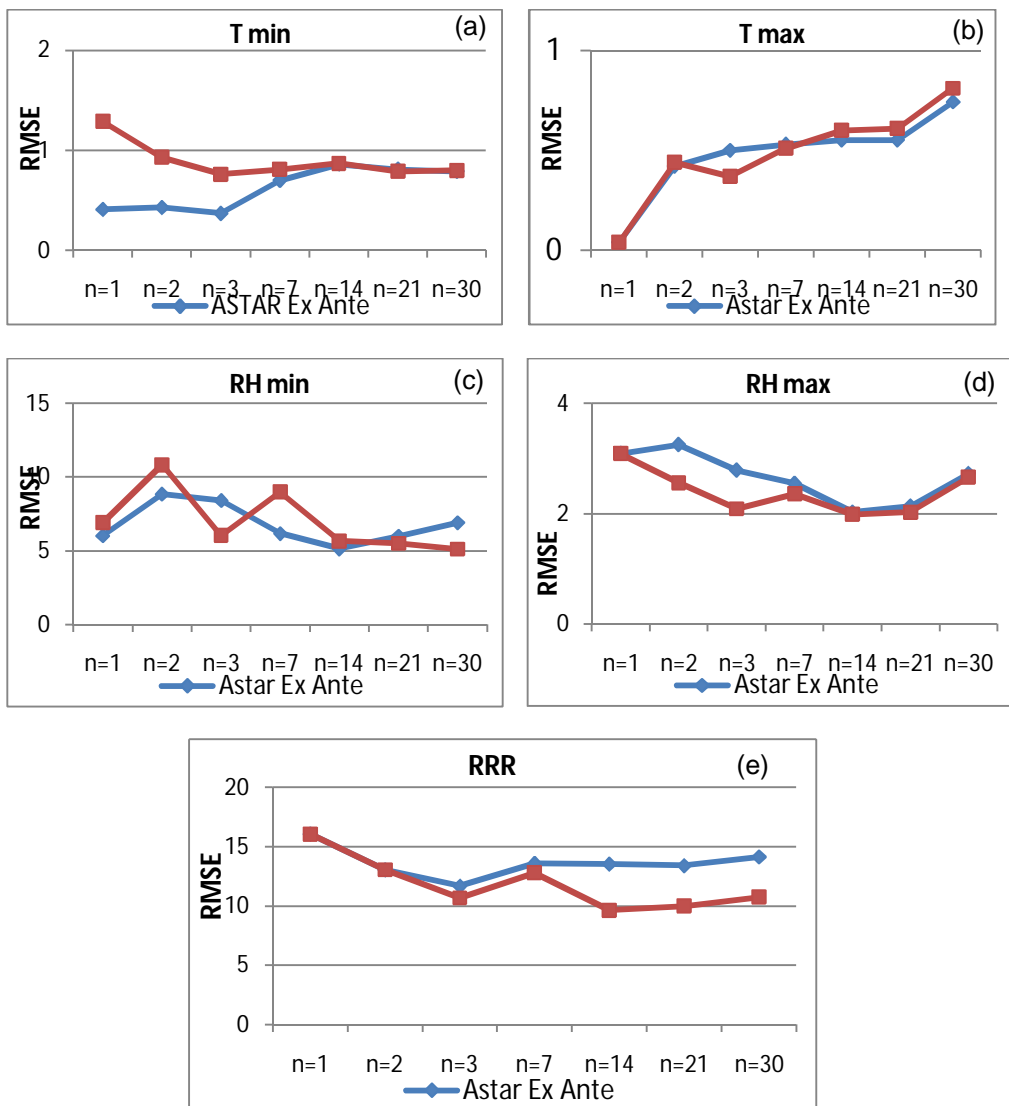 T min
(a)
2
1
0
RMSE
n=1 n=2 n=3 n=7 n=14 n=21 n=30
ASTAR Ex Ante
T max
(b)
1
0
RMSE
n=1 n=2 n=3 n=7 n=14 n=21 n=30
Astar Ex Ante
RH min
(c)
15
10
5
0
RMSE
n=1 n=2 n=3 n=7 n=14 n=21 n=30
Astar Ex Ante
RH max
(d)
4
2
0
RMSE
n=1 n=2 n=3 n=7 n=14 n=21 n=30
Astar Ex Ante
RRR
(e)
20
15
10
5
0
RMSE
n=1 n=2 n=3 n=7 n=14 n=21 n=30
Astar Ex Ante